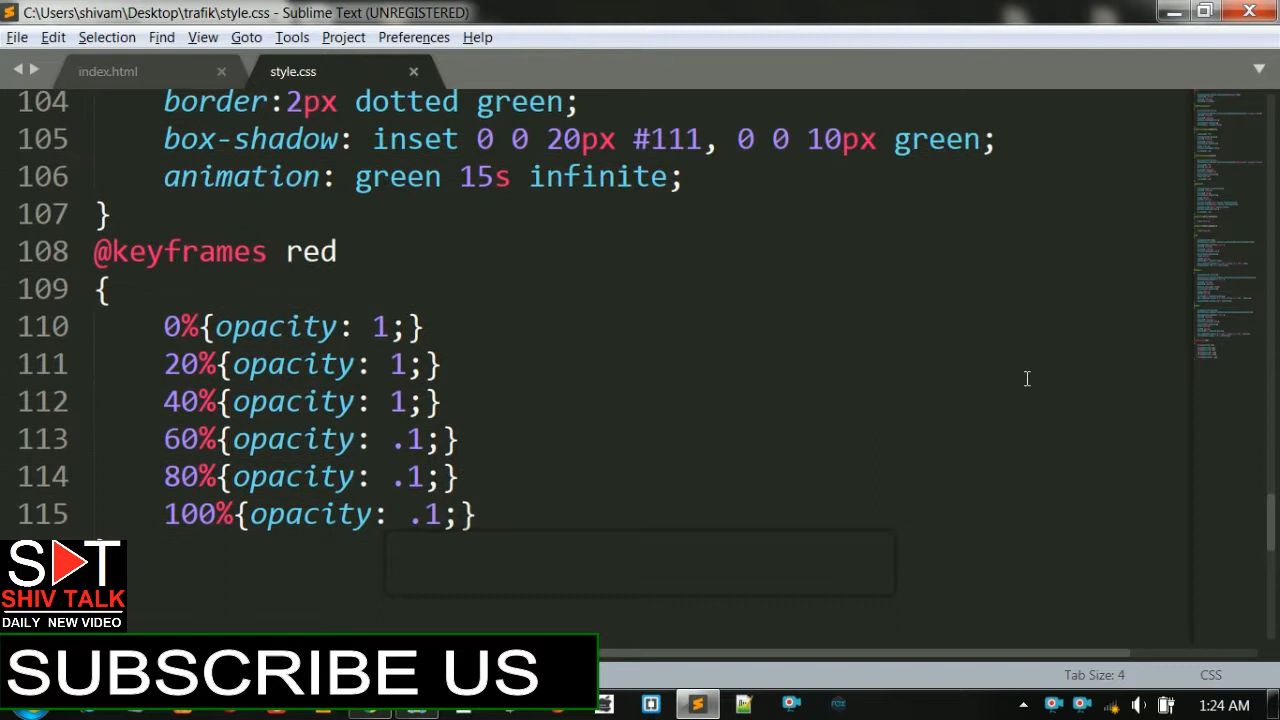 C:\Users\shivam\Desktop\trafik\style.css - Sublime Text (UNREGISTERED)
File Edit Selection Find View Goto Tools Project Preferences Help
index.html style.css
104 border:2px dotted green;
105 box-shadow: inset 0 0 20px #111, 0 0 10px green;
106 animation: green 15s infinite;
107 }
108 @keyframes red
109 {
110 0%{opacity: 1;}
111 20%{opacity: 1;}
112 40%{opacity: 1;}
113 60%{opacity: .1;}
114 80%{opacity: .1;}
115 100%{opacity: .1;}
S T
SHIV TALK
DAILY NEW VIDEO
SUBSCRIBE US
Tab Size: 4 CSS
1:24 AM